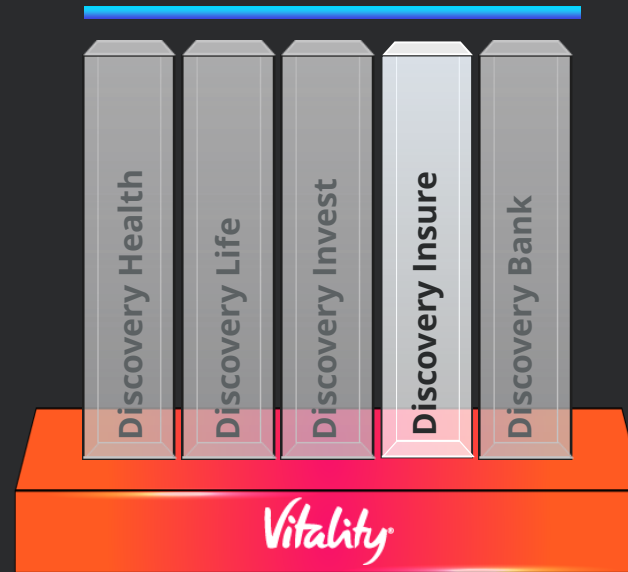 Discovery Health
Discovery Life
Discovery Invest
Discovery Insure
Discovery Bank
Vitality®